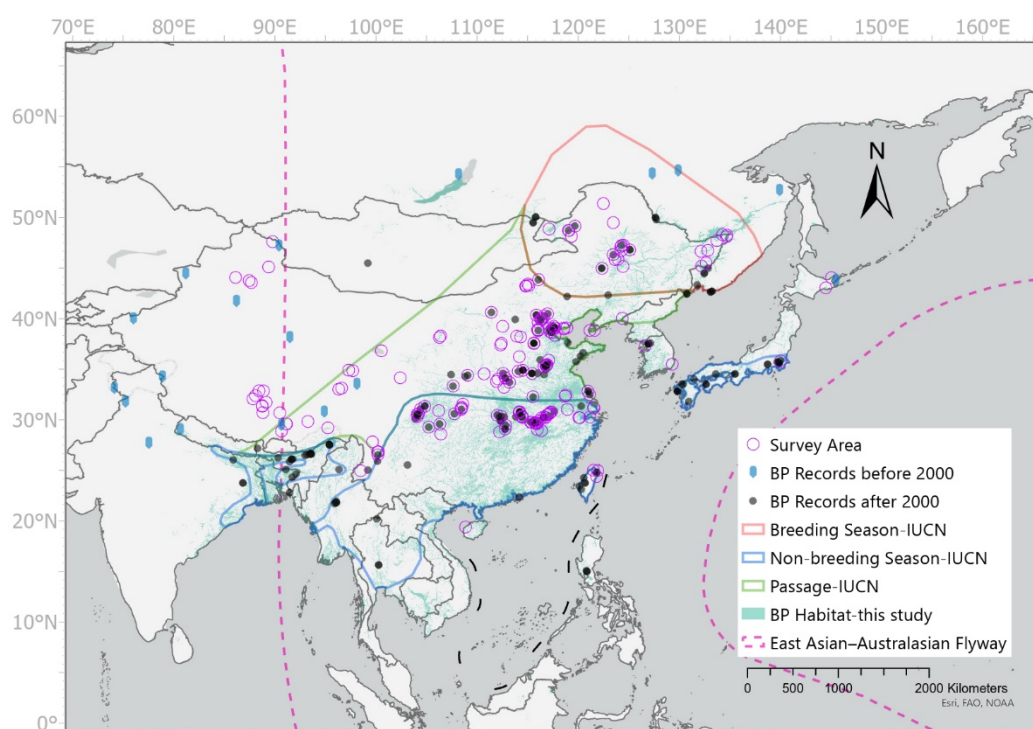 70°E 80°E 90°E 100°E 110°E 120°E 130°E 140°E 150°E 160°E
60°N
N
50°N
40°N
30°N
20°N
10°N
0°
Survey Area
BP Records before 2000
BP Records after 2000
Breeding Season-IUCN
Non-breeding Season-IUCN
Passage-IUCN
BP Habitat-this study
East Asian–Australasian Flyway
0 500 1000 2000 Kilometers
Esri, FAO, NOAA